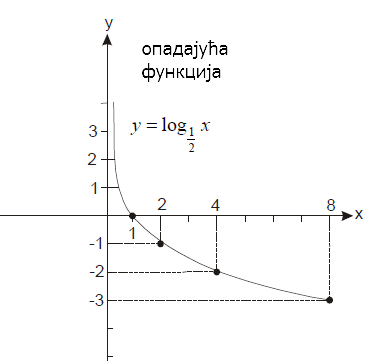 y
опадајућа
функција
y = log_{1/2} x
3
2
1
2
4
8
x
1
-1
-2
-3